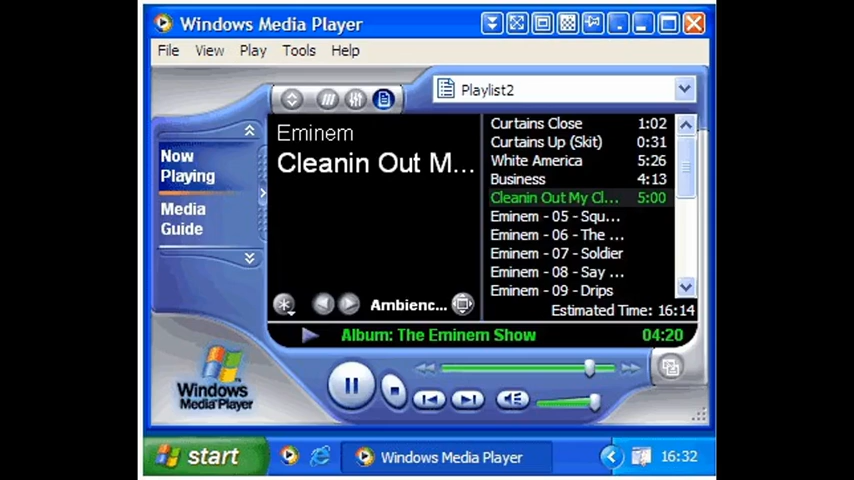 Windows Media Player
File View Play Tools Help
Playlist2
Now
Playing
Media
Guide
Eminem
Cleanin Out M...
Curtains Close 1:02
Curtains Up (Skit) 0:31
White America 5:26
Business 4:13
Cleanin Out My Cl... 5:00
Eminem - 05 - Squ...
Eminem - 06 - The ...
Eminem - 07 - Soldier
Eminem - 08 - Say ...
Eminem - 09 - Drips
Ambienc...
Estimated Time: 16:14
Album: The Eminem Show 04:20
Windows
Media Player
start
Windows Media Player
16:32